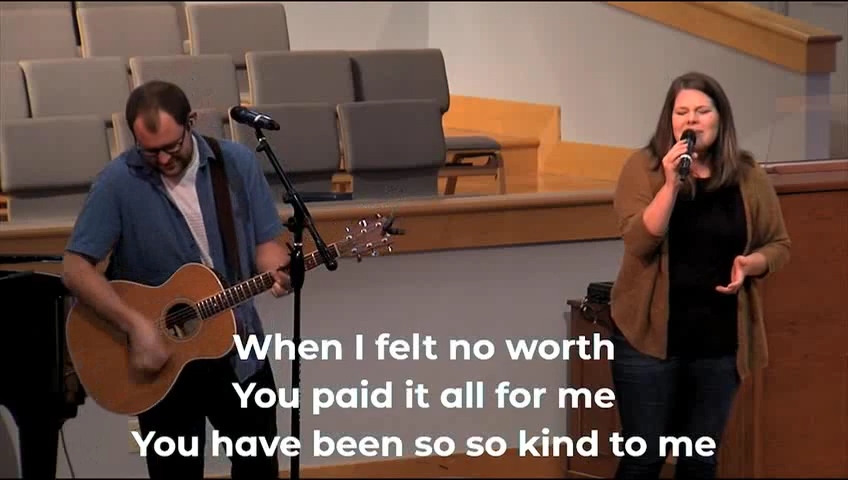 When I felt no worth
You paid it all for me
You have been so so kind to me